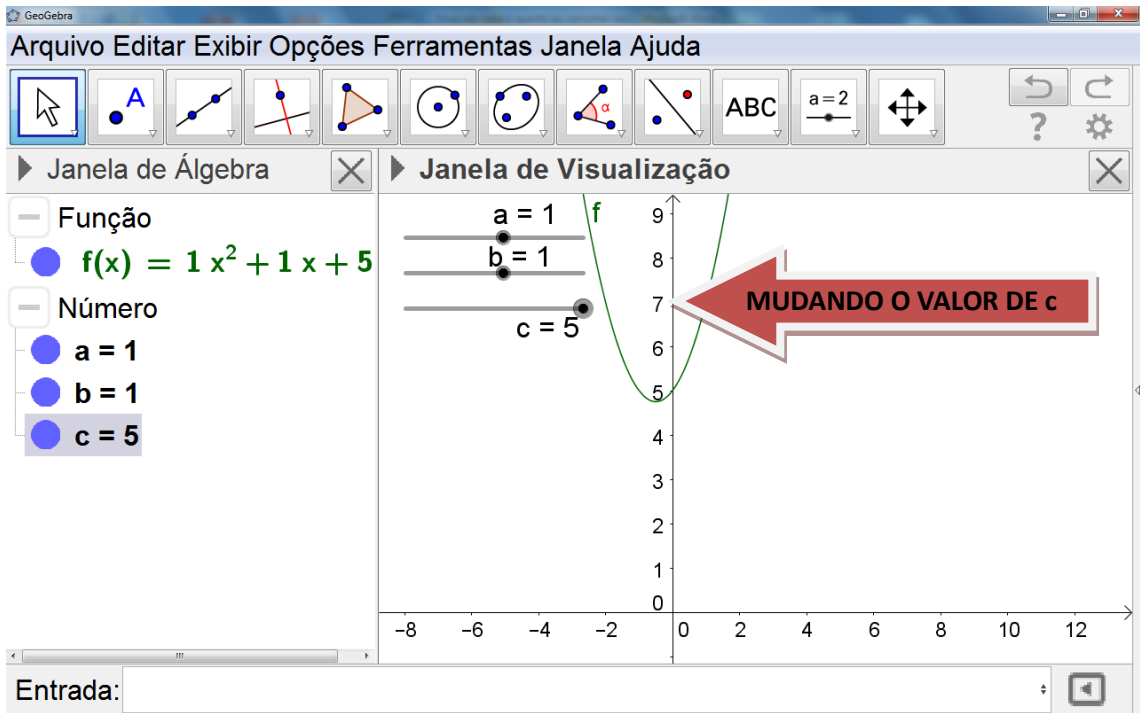 GeoGebra
Arquivo Editar Exibir Opções Ferramentas Janela Ajuda
A
α
ABC
a=2
?
Janela de Álgebra
Janela de Visualização
Função
f(x) = 1 x² + 1 x + 5
Número
a = 1
b = 1
c = 5
a = 1
f
b = 1
c = 5
MUDANDO O VALOR DE c
9
8
7
6
5
4
3
2
1
0
−8 −6 −4 −2 0 2 4 6 8 10 12
Entrada: